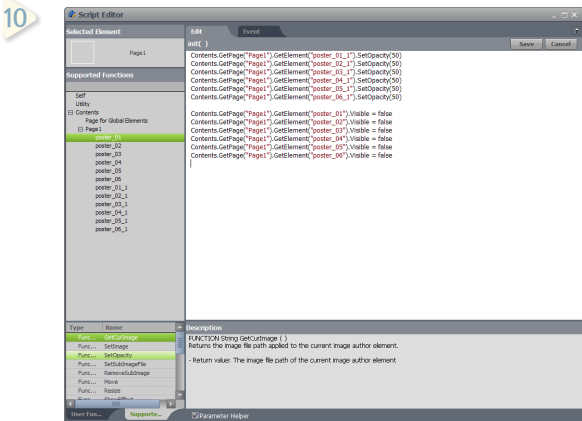 10
Script Editor
Selected Element
Page1
Supported Functions
Self
Utility
Contents
Page for Global Elements
Page1
poster_01
poster_02
poster_03
poster_04
poster_05
poster_06
poster_01_1
poster_02_1
poster_03_1
poster_04_1
poster_05_1
poster_06_1
Edit Event
init( ) Save Cancel
Contents.GetPage("Page1").GetElement("poster_01_1").SetOpacity(50)
Contents.GetPage("Page1").GetElement("poster_02_1").SetOpacity(50)
Contents.GetPage("Page1").GetElement("poster_03_1").SetOpacity(50)
Contents.GetPage("Page1").GetElement("poster_04_1").SetOpacity(50)
Contents.GetPage("Page1").GetElement("poster_05_1").SetOpacity(50)
Contents.GetPage("Page1").GetElement("poster_06_1").SetOpacity(50)
Contents.GetPage("Page1").GetElement("poster_01").Visible = false
Contents.GetPage("Page1").GetElement("poster_02").Visible = false
Contents.GetPage("Page1").GetElement("poster_03").Visible = false
Contents.GetPage("Page1").GetElement("poster_04").Visible = false
Contents.GetPage("Page1").GetElement("poster_05").Visible = false
Contents.GetPage("Page1").GetElement("poster_06").Visible = false
Type Name
Func... GetCurImage
Func... SetImage
Func... SetOpacity
Func... SetSubImageFile
Func... RemoveSubImage
Func... Move
Func... Resize
User Fun... Supporte...
Description
FUNCTION String GetCurImage ( )
Returns the image file path applied to the current image author element.
- Return value: The image file path of the current image author element
Parameter Helper